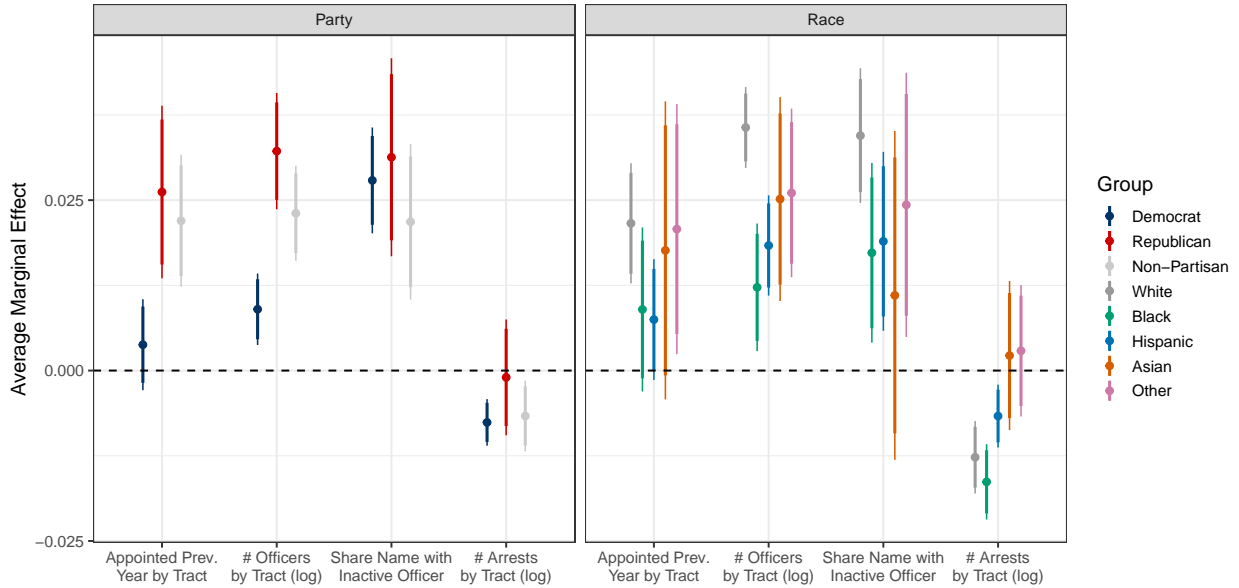 Party
Race
Average Marginal Effect
0.025
0.000
−0.025
Appointed Prev.
Year by Tract
# Officers
by Tract (log)
Share Name with
Inactive Officer
# Arrests
by Tract (log)
Appointed Prev.
Year by Tract
# Officers
by Tract (log)
Share Name with
Inactive Officer
# Arrests
by Tract (log)
Group
Democrat
Republican
Non−Partisan
White
Black
Hispanic
Asian
Other